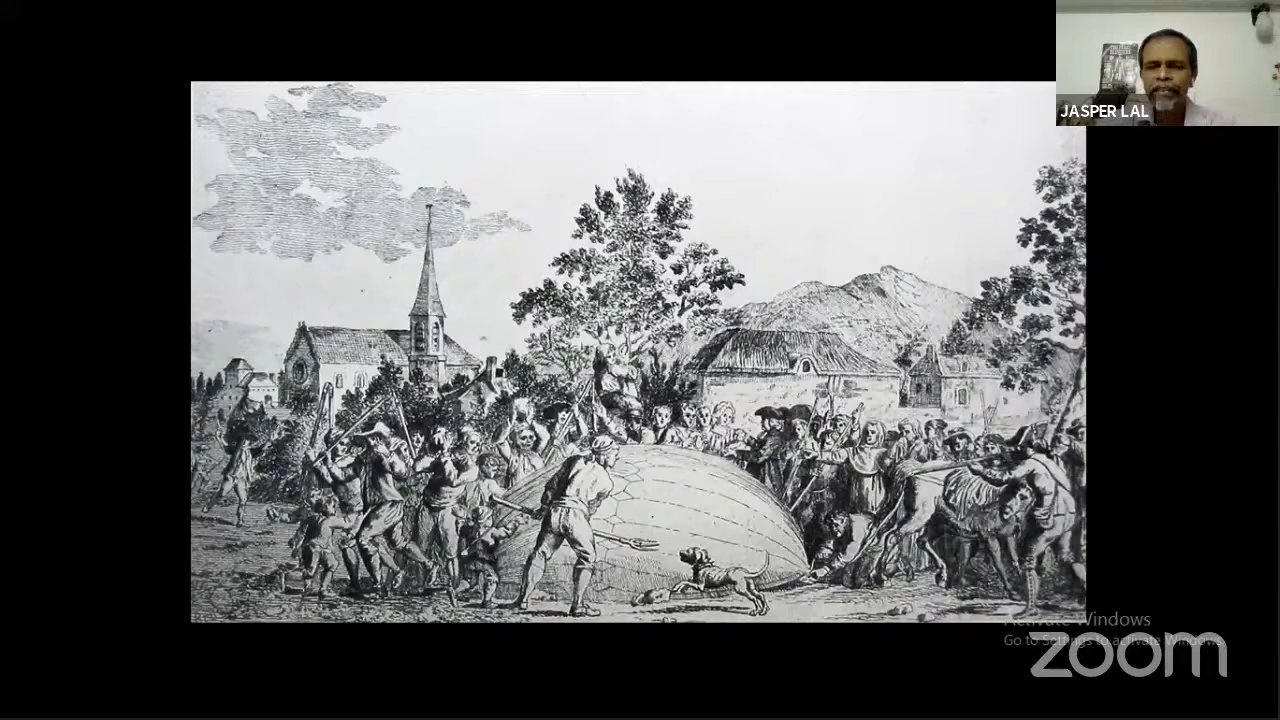 JASPER LAL
Activate Windows
Go to Settings to activate Windows.
zoom